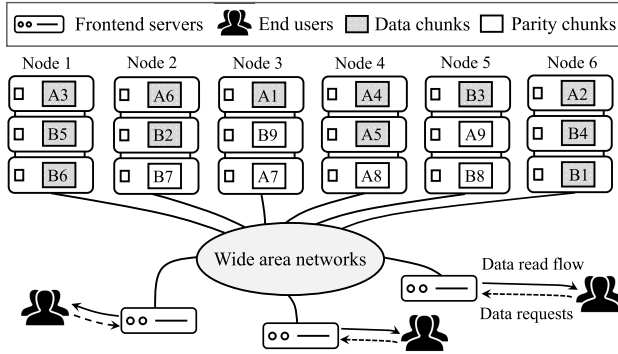 Frontend servers End users Data chunks Parity chunks
Node 1 Node 2 Node 3 Node 4 Node 5 Node 6
A3 A6 A1 A4 B3 A2
B5 B2 B9 A5 A9 B4
B6 B7 A7 A8 B8 B1
Wide area networks
Data read flow
Data requests